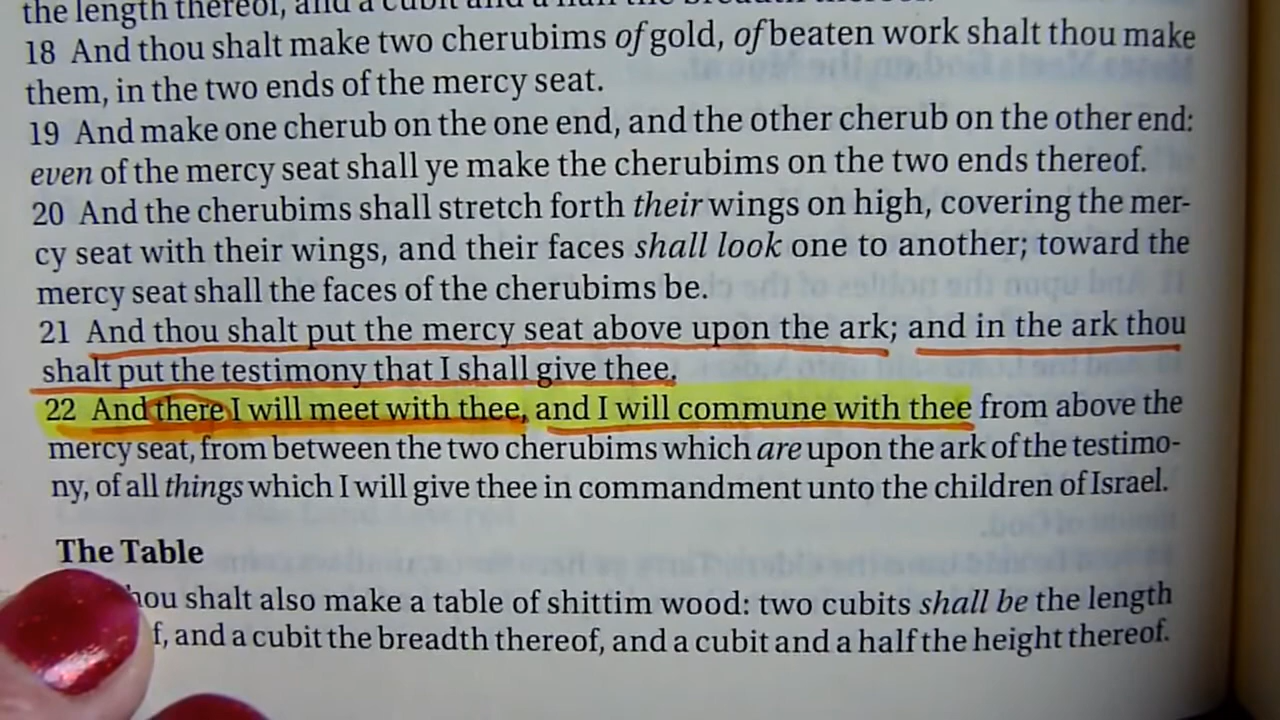 the length thereof, and a cubit and a half the breadth thereof.
18 And thou shalt make two cherubims of gold, of beaten work shalt thou make
them, in the two ends of the mercy seat.
19 And make one cherub on the one end, and the other cherub on the other end:
even of the mercy seat shall ye make the cherubims on the two ends thereof.
20 And the cherubims shall stretch forth their wings on high, covering the mer-
cy seat with their wings, and their faces shall look one to another; toward the
mercy seat shall the faces of the cherubims be.
21 And thou shalt put the mercy seat above upon the ark; and in the ark thou
shalt put the testimony that I shall give thee.
22 And there I will meet with thee, and I will commune with thee from above the
mercy seat, from between the two cherubims which are upon the ark of the testimo-
ny, of all things which I will give thee in commandment unto the children of Israel.
The Table
hou shalt also make a table of shittim wood: two cubits shall be the length
f, and a cubit the breadth thereof, and a cubit and a half the height thereof.